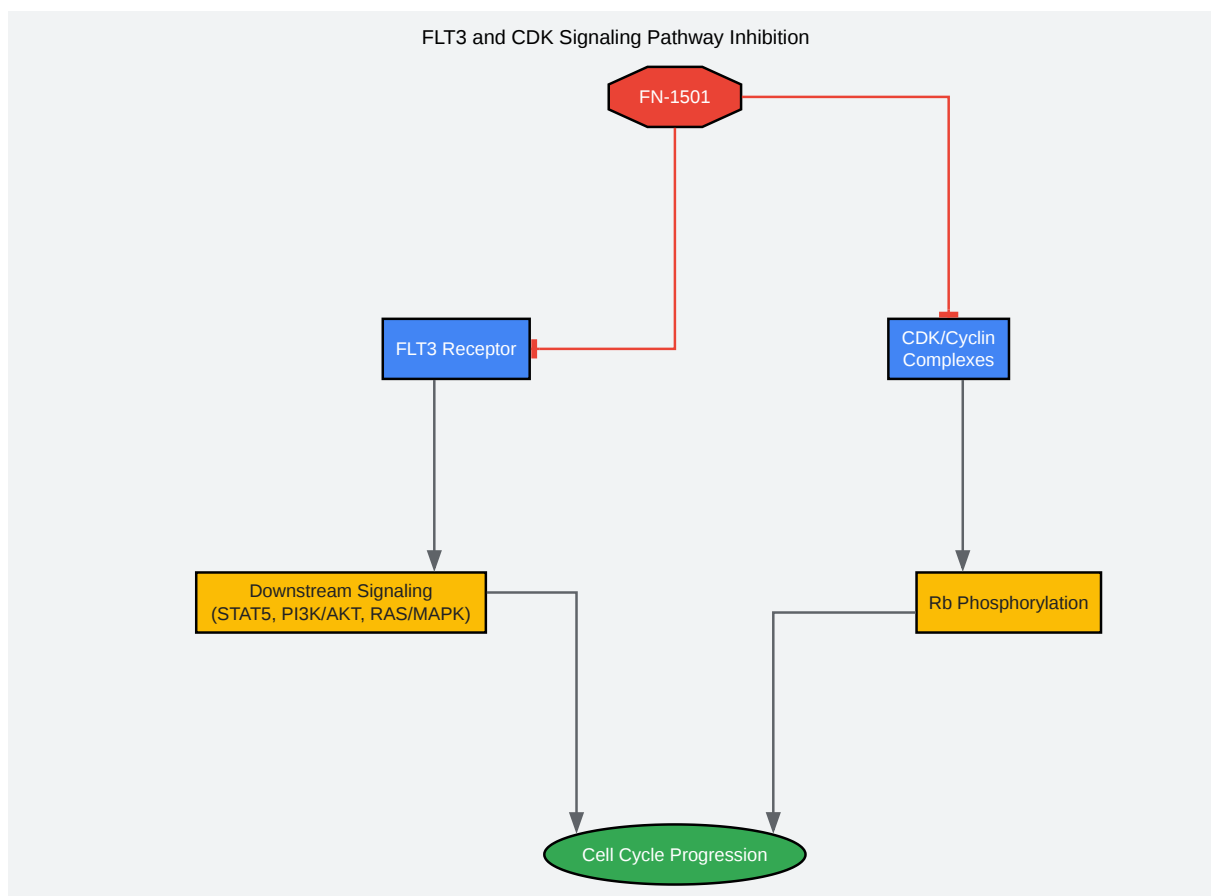 FLT3 and CDK Signaling Pathway Inhibition
FN-1501
FLT3 Receptor
CDK/Cyclin
Complexes
Downstream Signaling
(STAT5, PI3K/AKT, RAS/MAPK)
Rb Phosphorylation
Cell Cycle Progression